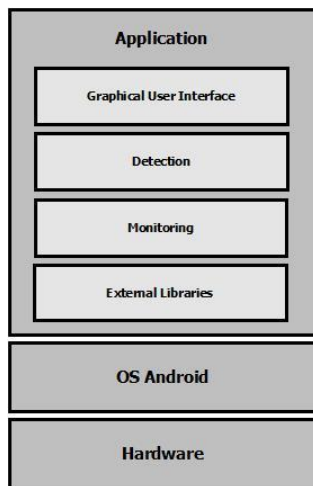 Application
Graphical User Interface
Detection
Monitoring
External Libraries
OS Android
Hardware